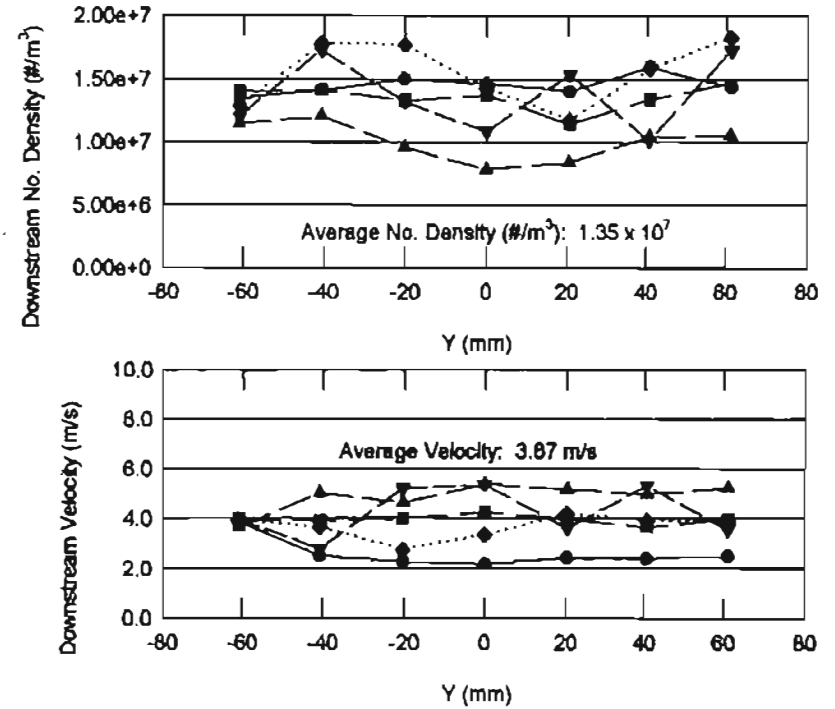 Downstream No. Density (#/m³)
2.00e+7
1.50e+7
1.00e+7
5.00e+6
0.00e+0
Average No. Density (#/m³): 1.35 x 10⁷
-80 -60 -40 -20 0 20 40 60 80
Y (mm)
Downstream Velocity (m/s)
10.0
8.0
6.0
4.0
2.0
0.0
Average Velocity: 3.87 m/s
-80 -60 -40 -20 0 20 40 60 80
Y (mm)